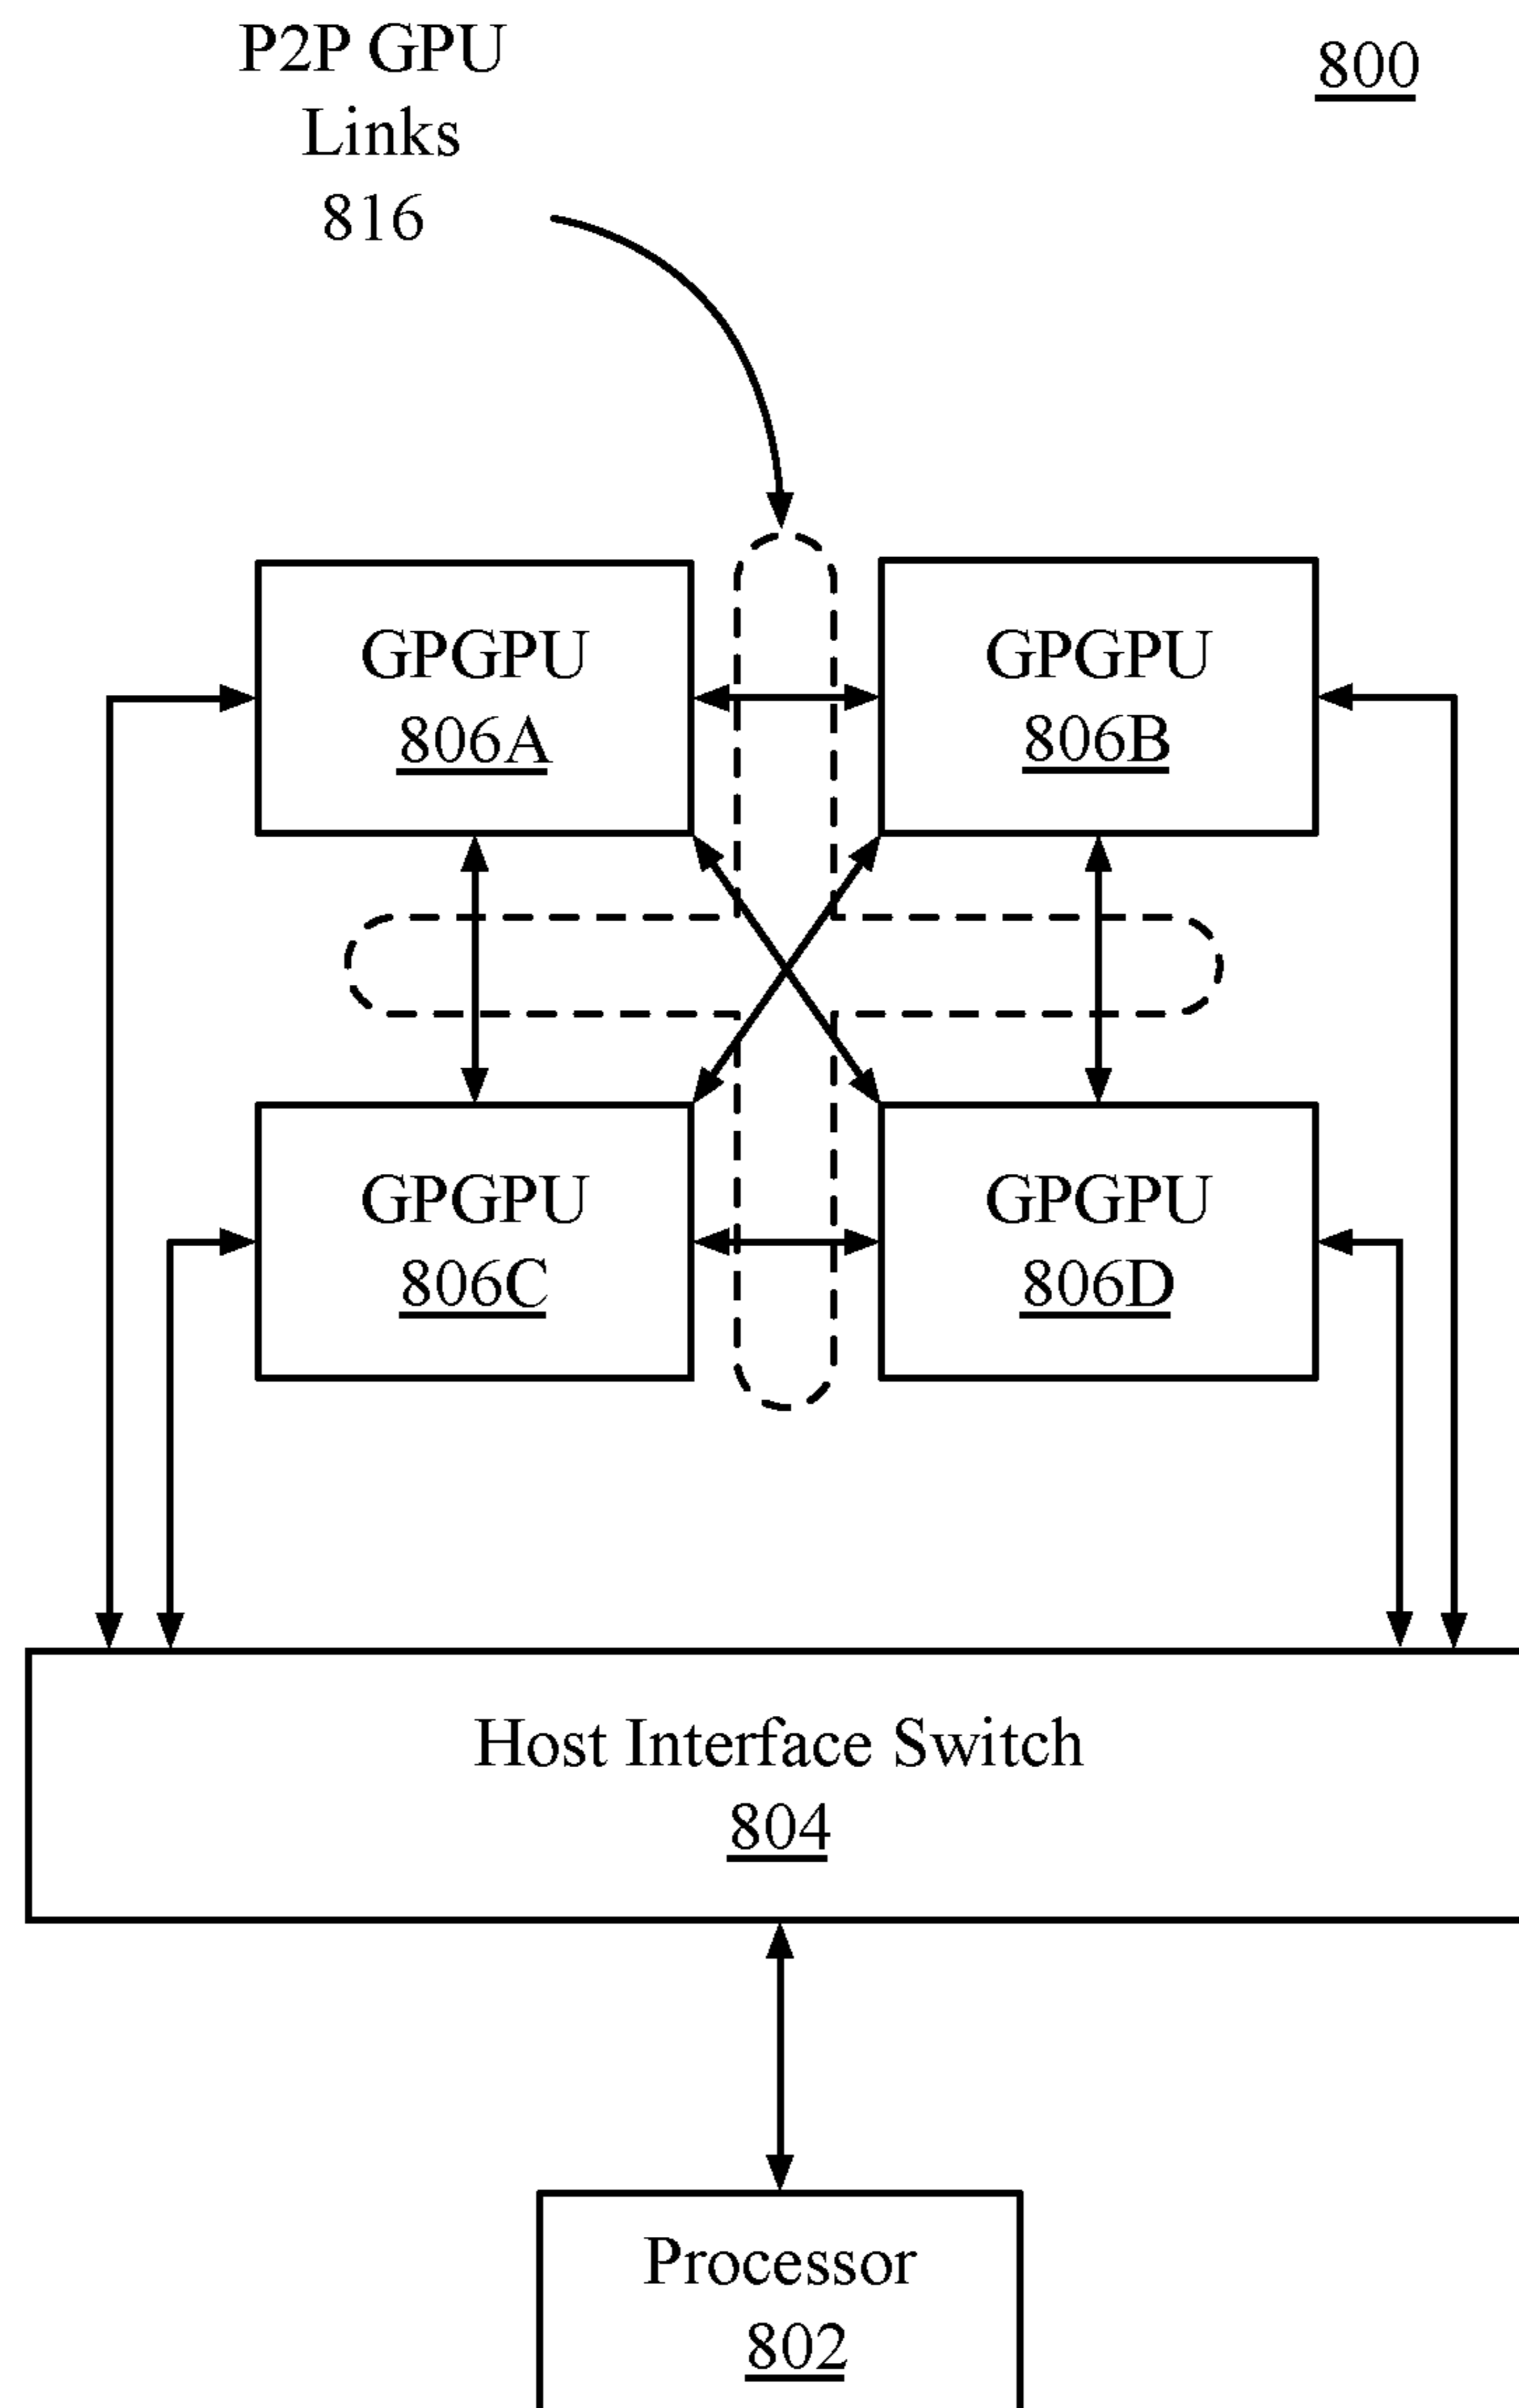 P2P GPU
Links
816
800
GPGPU
806A
GPGPU
806B
GPGPU
806C
GPGPU
806D
Host Interface Switch
804
Processor
802